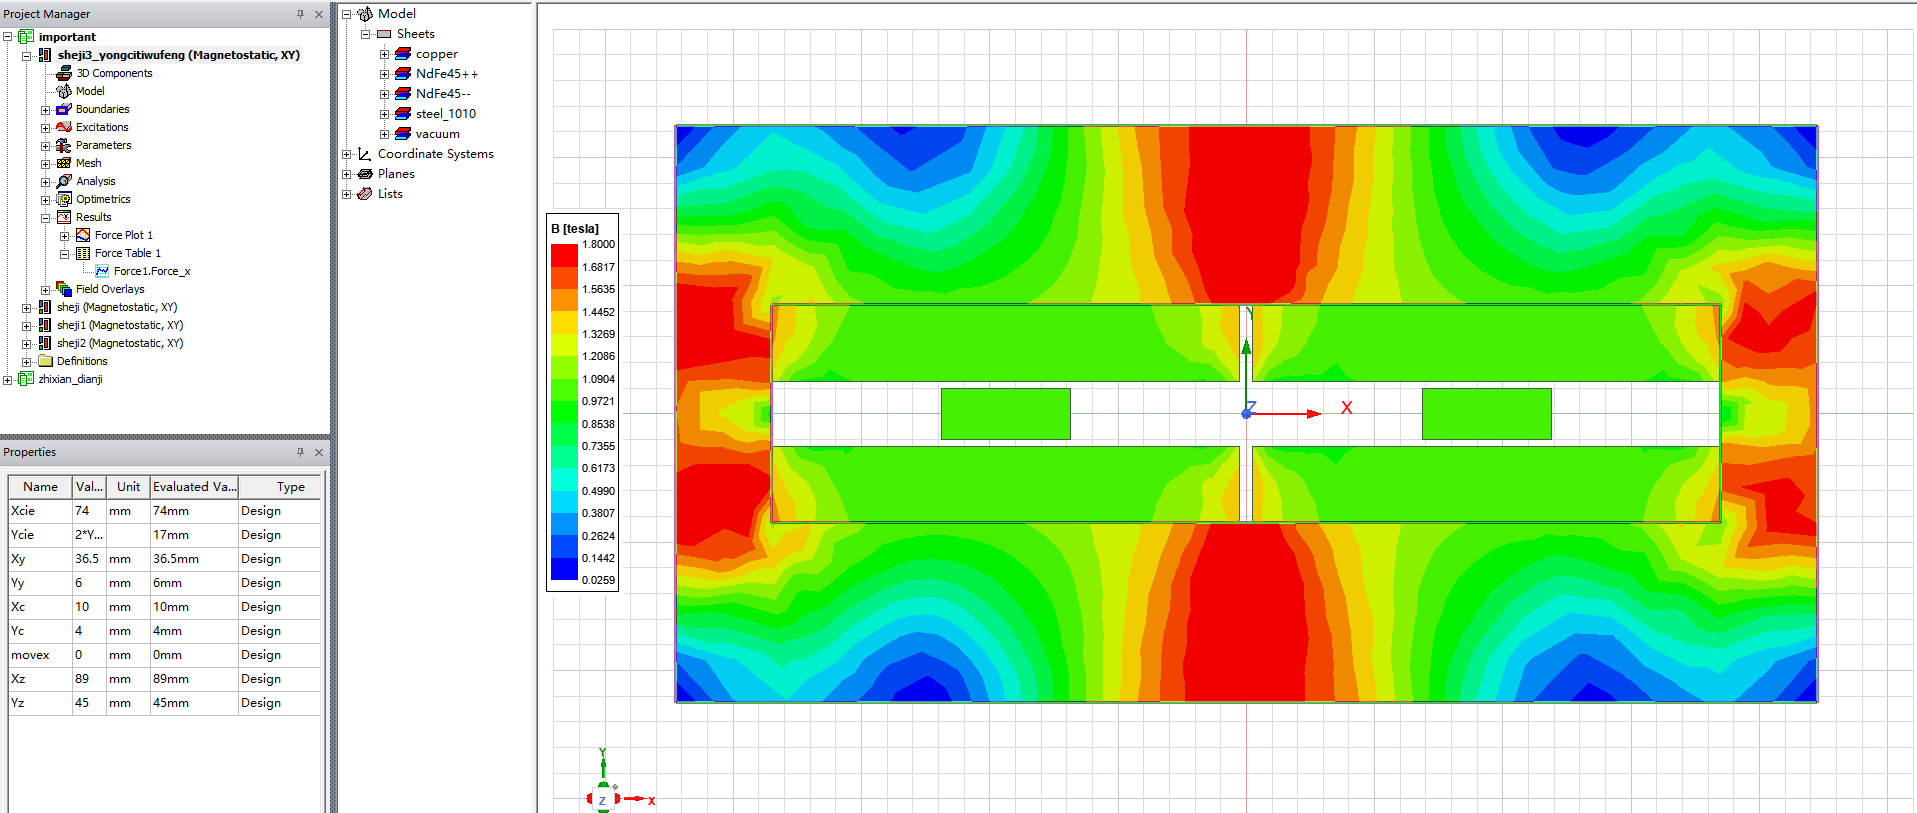 Project Manager
important
sheji3_yongcitiwufeng (Magnetostatic, XY)
3D Components
Model
Boundaries
Excitations
Parameters
Mesh
Analysis
Optimetrics
Results
Force Plot 1
Force Table 1
Force1.Force_x
Field Overlays
sheji (Magnetostatic, XY)
sheji1 (Magnetostatic, XY)
sheji2 (Magnetostatic, XY)
Definitions
zhixian_dianji
Properties
Name Val... Unit Evaluated Va... Type
Xcie 74 mm 74mm Design
Ycie 2*Y... 17mm Design
Xy 36.5 mm 36.5mm Design
Yy 6 mm 6mm Design
Xc 10 mm 10mm Design
Yc 4 mm 4mm Design
movex 0 mm 0mm Design
Xz 89 mm 89mm Design
Yz 45 mm 45mm Design
Model
Sheets
copper
NdFe45++
NdFe45--
steel_1010
vacuum
Coordinate Systems
Planes
Lists
B [tesla]
1.8000
1.6817
1.5635
1.4452
1.3269
1.2086
1.0904
0.9721
0.8538
0.7355
0.6173
0.4990
0.3807
0.2624
0.1442
0.0259
Y
Z
X
Y
Z
X